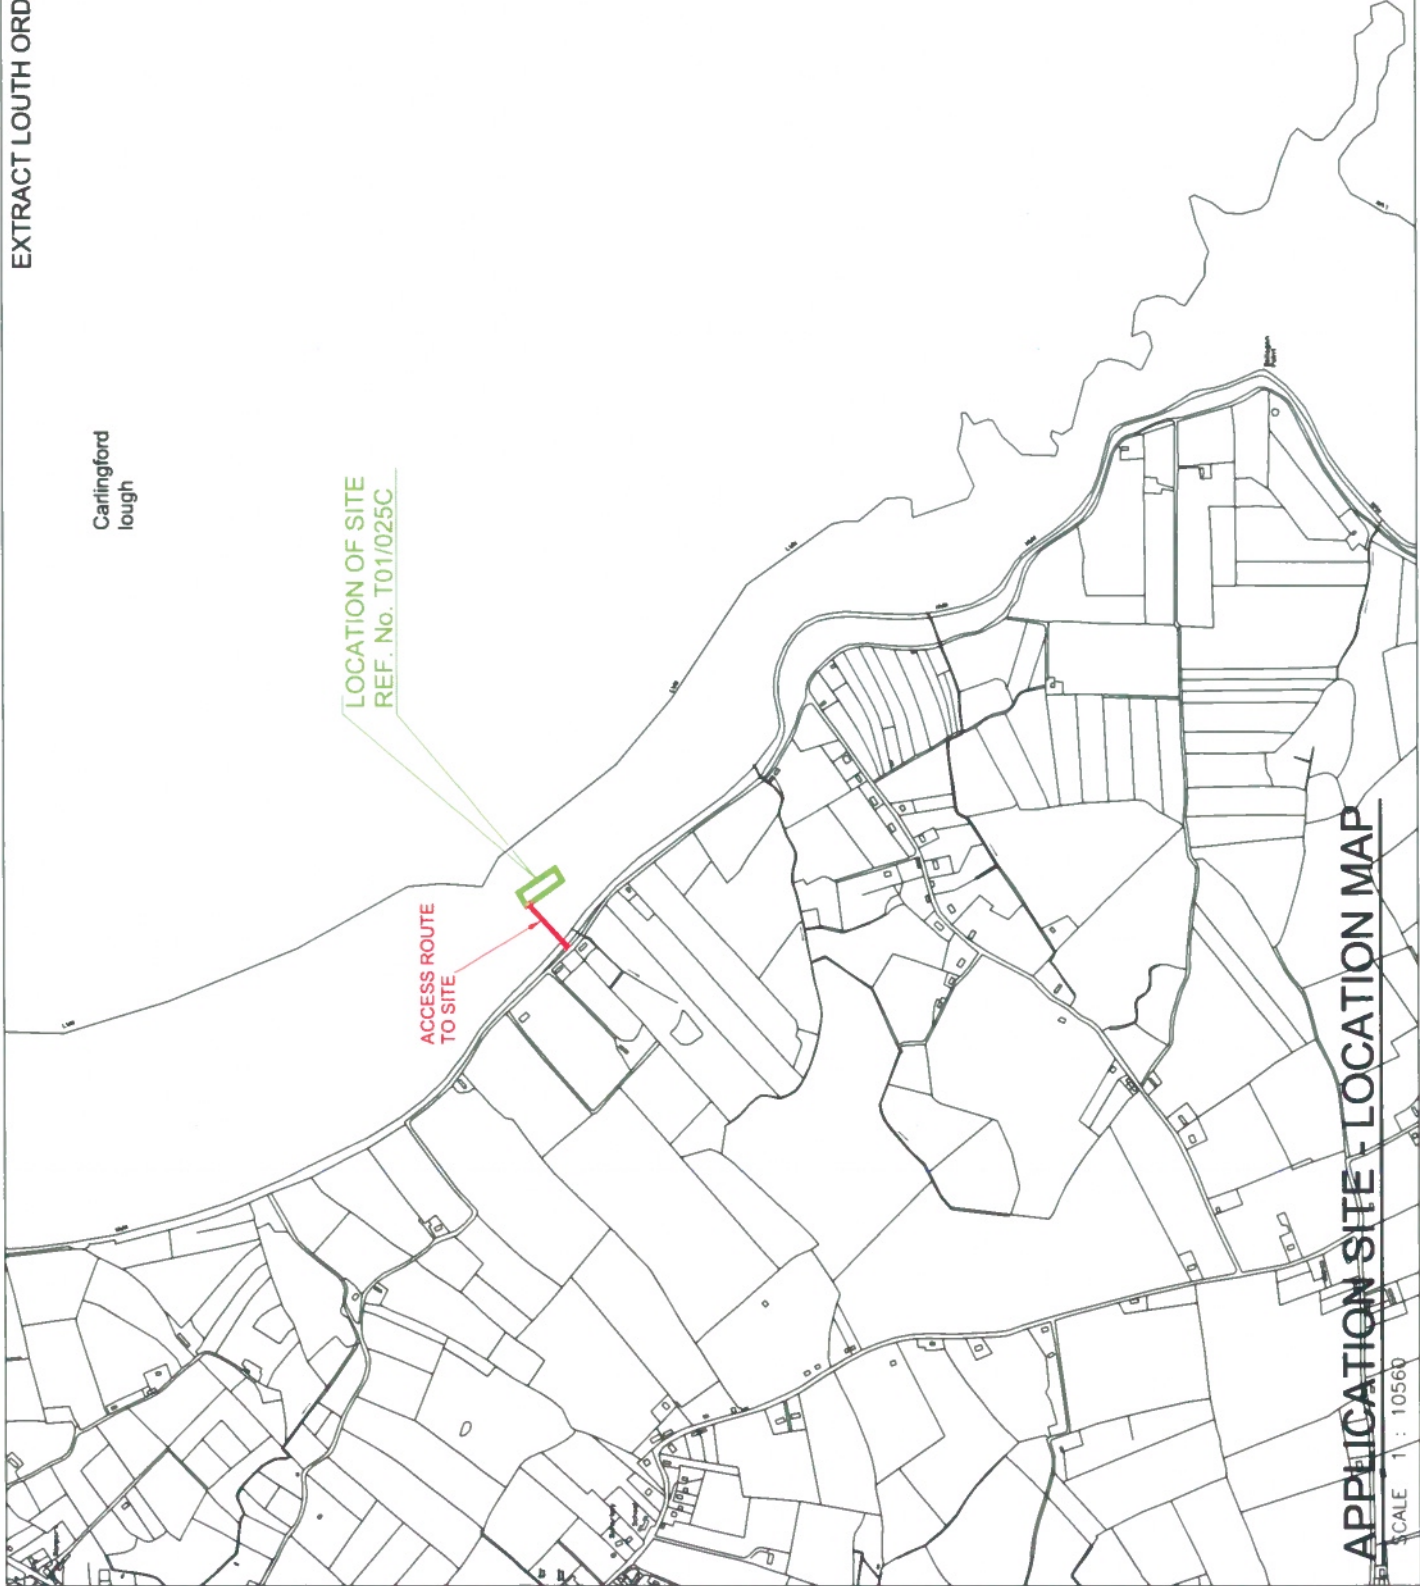 EXTRACT LOUTH ORD
Carlingford
lough
LOCATION OF SITE
REF. No. T01/025C
ACCESS ROUTE
TO SITE
APPLICATION SITE - LOCATION MAP
SCALE 1 : 10560